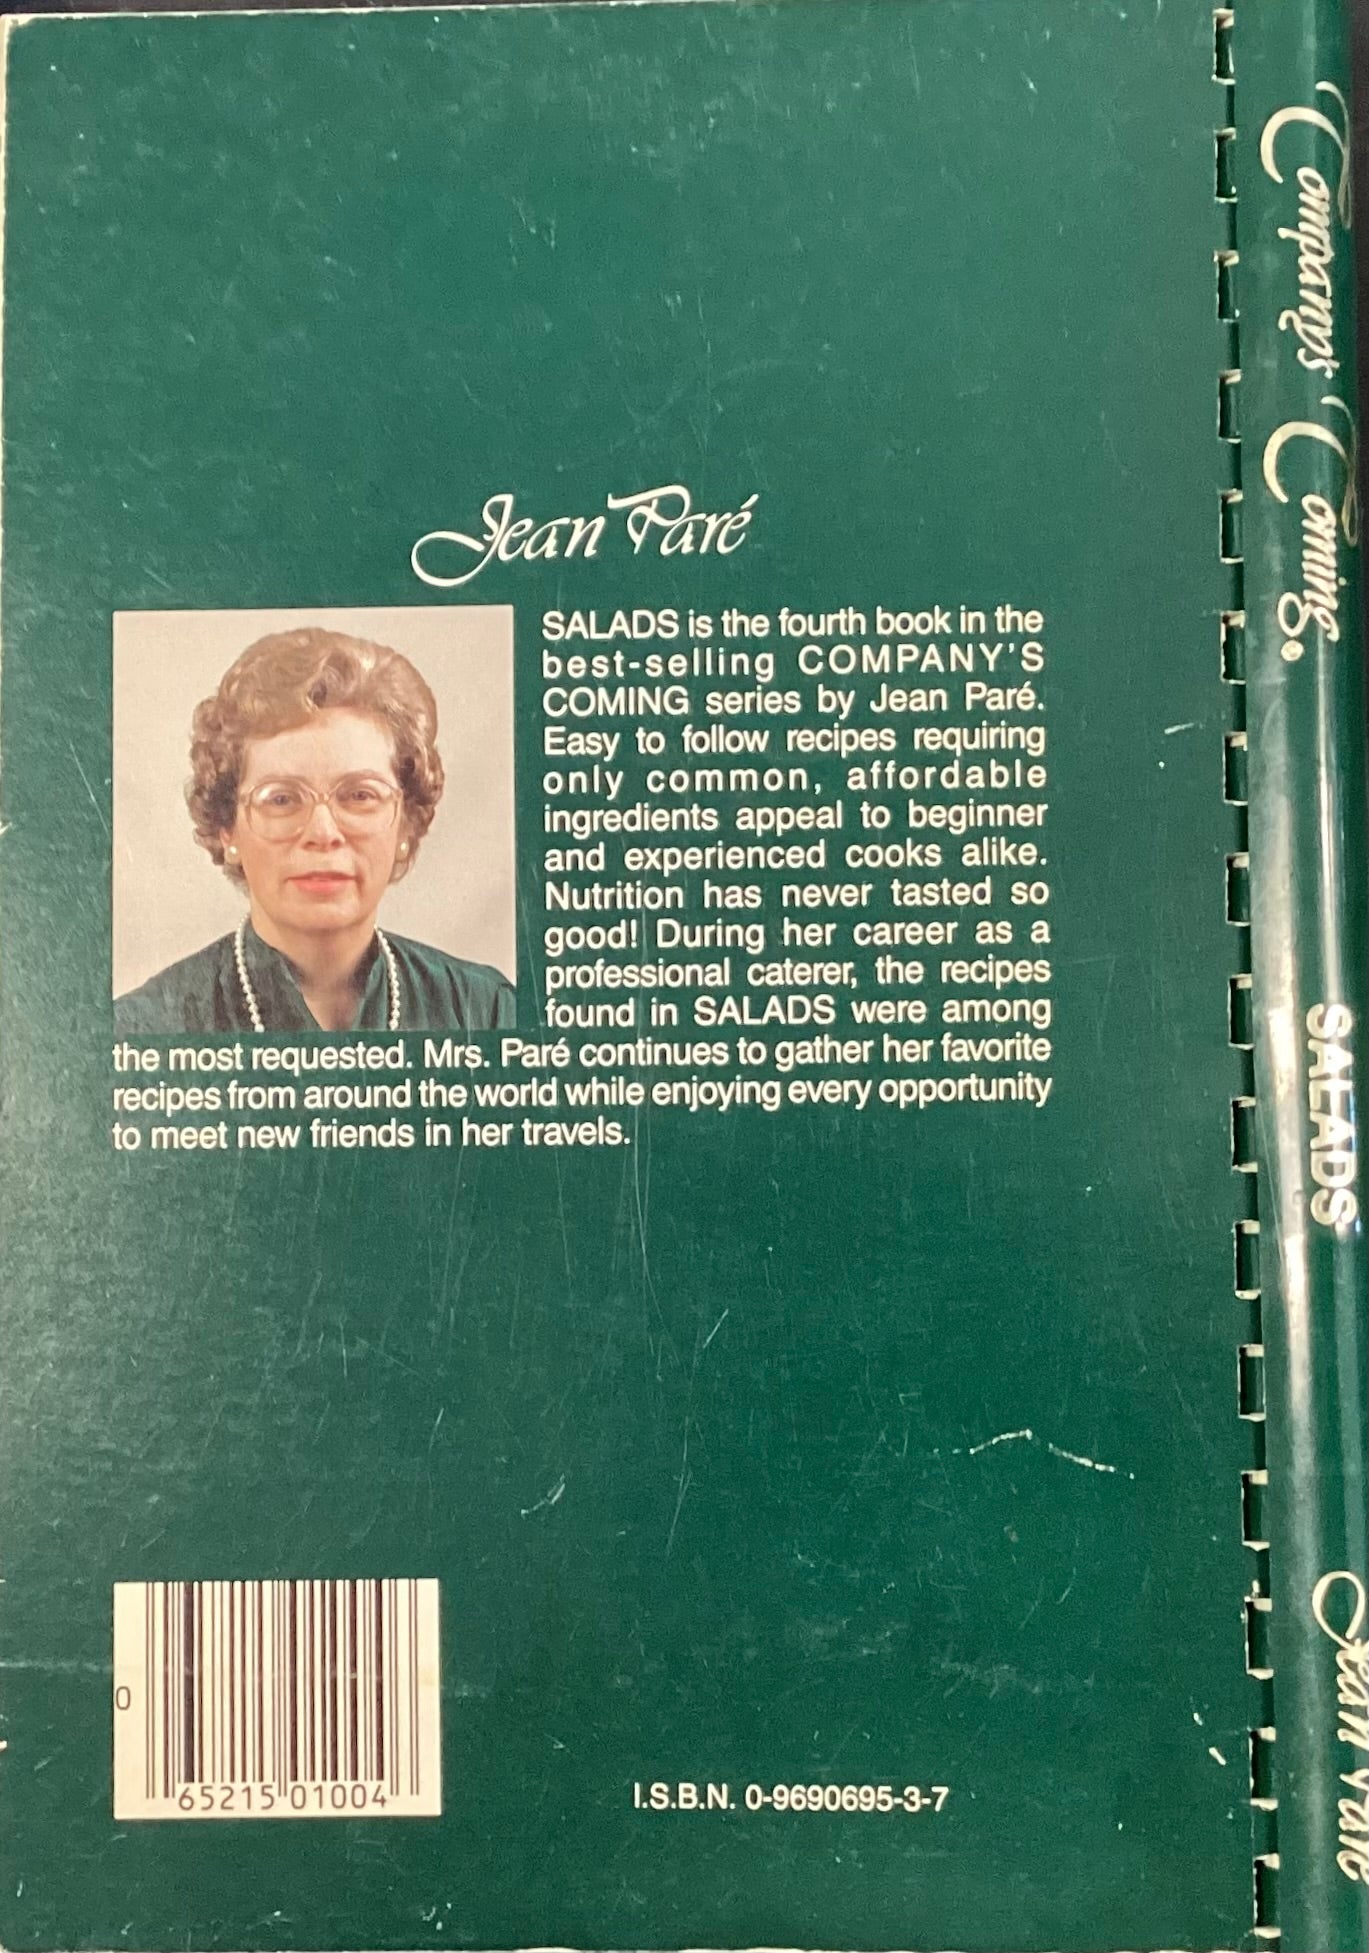 Jean Paré
SALADS is the fourth book in the
best-selling COMPANY'S
COMING series by Jean Paré.
Easy to follow recipes requiring
only common, affordable
ingredients appeal to beginner
and experienced cooks alike.
Nutrition has never tasted so
good! During her career as a
professional caterer, the recipes
found in SALADS were among
the most requested. Mrs. Paré continues to gather her favorite
recipes from around the world while enjoying every opportunity
to meet new friends in her travels.
0
65215 01004
I.S.B.N. 0-9690695-3-7
Company's Coming®
SALADS
Jean Paré